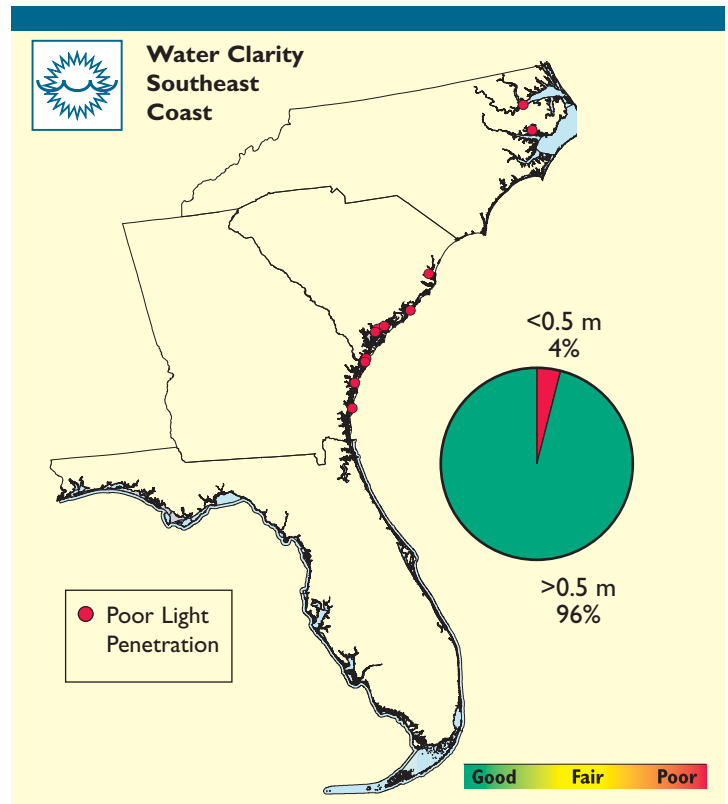 Water Clarity
Southeast
Coast
<0.5 m
4%
>0.5 m
96%
Poor Light
Penetration
Good Fair Poor